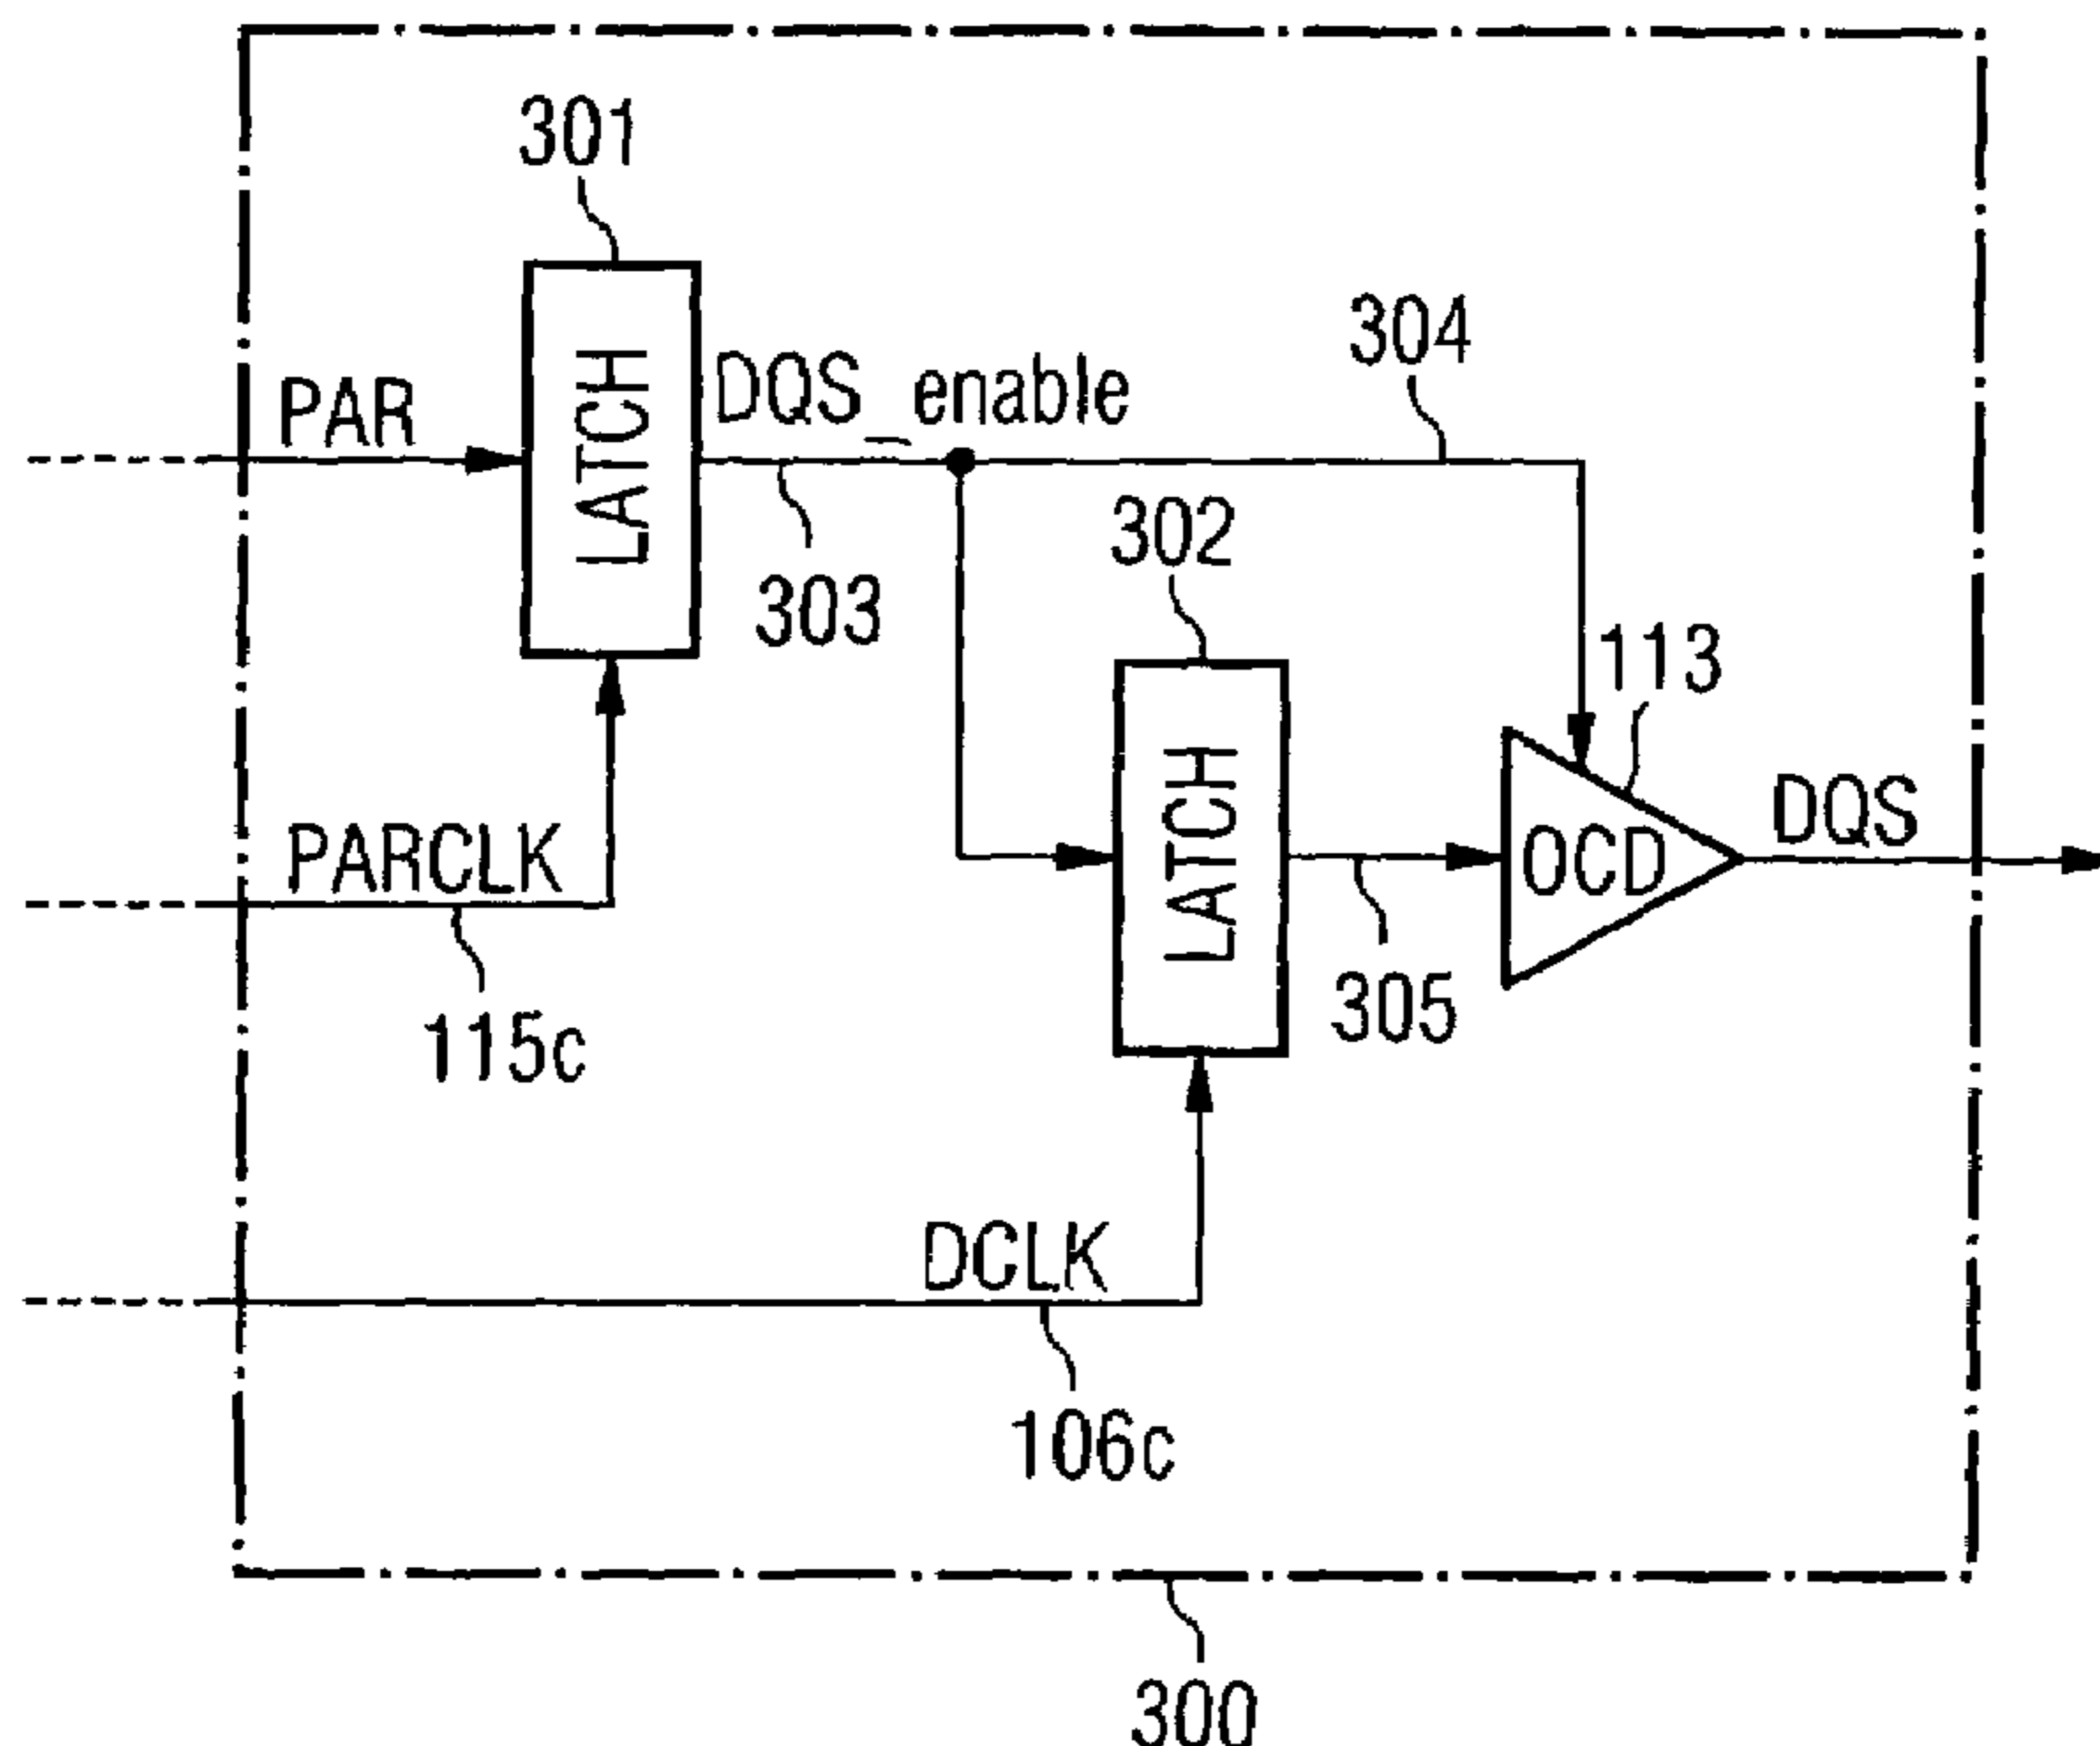 301
304
PAR
LATCH
DQS_enable
302
303
113
PARCLK
LATCH
OCD
DQS
115c
305
DCLK
106c
300